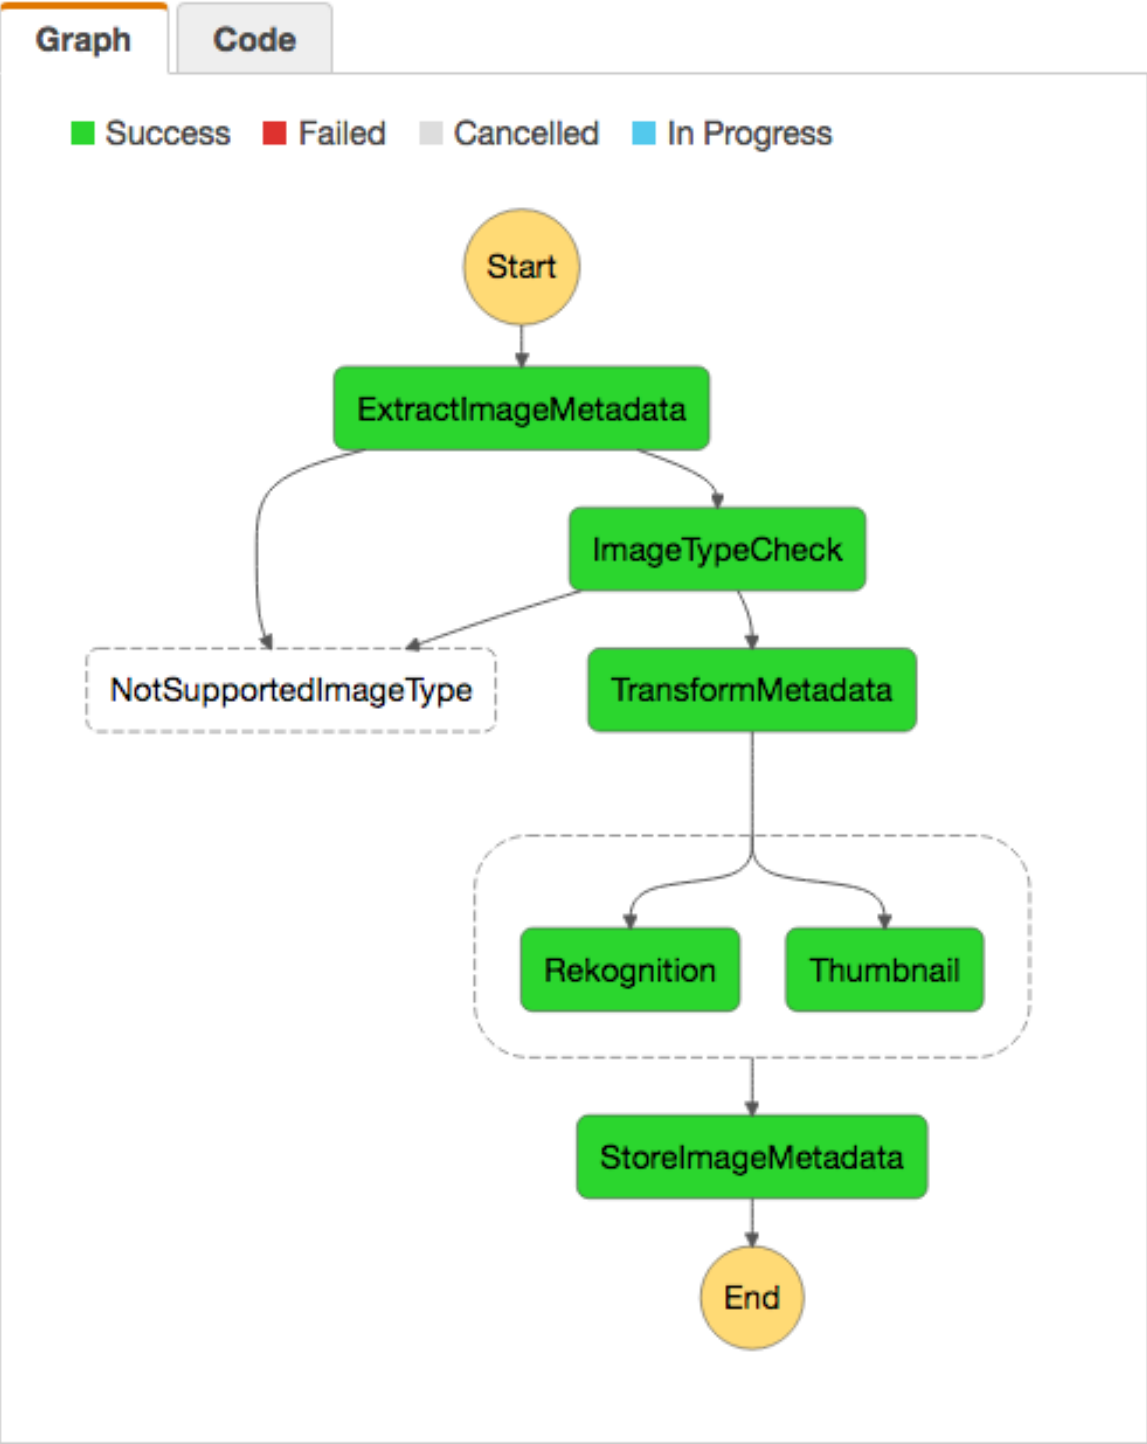 Graph Code
Success Failed Cancelled In Progress
Start
ExtractImageMetadata
ImageTypeCheck
NotSupportedImageType TransformMetadata
Rekognition Thumbnail
StoreImageMetadata
End